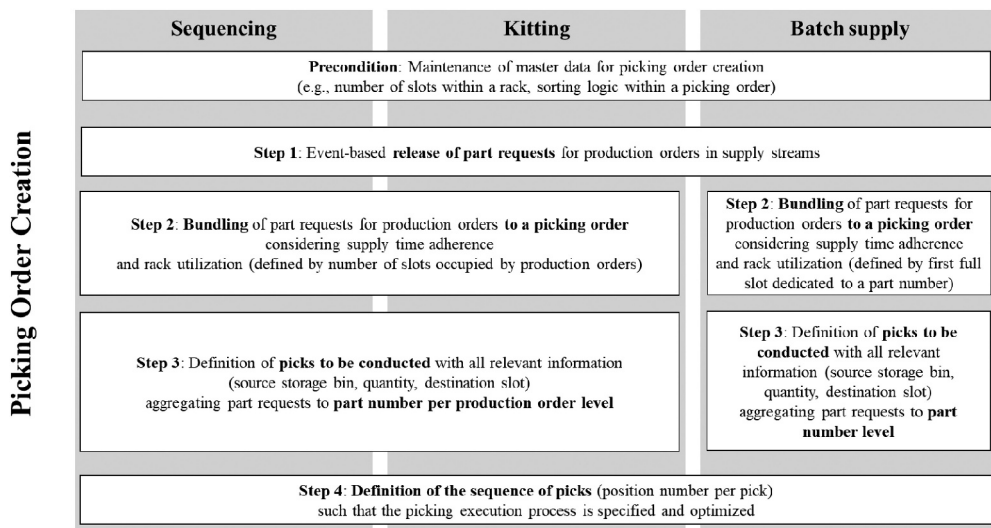 Picking Order Creation
Sequencing
Kitting
Batch supply
Precondition: Maintenance of master data for picking order creation
(e.g., number of slots within a rack, sorting logic within a picking order)
Step 1: Event-based release of part requests for production orders in supply streams
Step 2: Bundling of part requests for production orders to a picking order
considering supply time adherence
and rack utilization (defined by number of slots occupied by production orders)
Step 2: Bundling of part requests for
production orders to a picking order
considering supply time adherence
and rack utilization (defined by first full
slot dedicated to a part number)
Step 3: Definition of picks to be conducted with all relevant information
(source storage bin, quantity, destination slot)
aggregating part requests to part number per production order level
Step 3: Definition of picks to be
conducted with all relevant
information (source storage bin,
quantity, destination slot)
aggregating part requests to part
number level
Step 4: Definition of the sequence of picks (position number per pick)
such that the picking execution process is specified and optimized